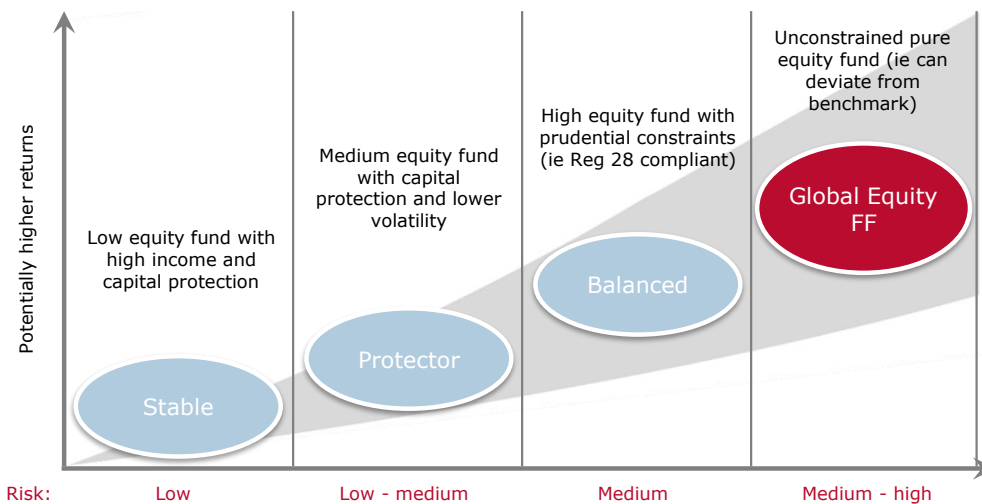 Potentially higher returns
Low equity fund with
high income and
capital protection
Stable
Medium equity fund
with capital
protection and lower
volatility
Protector
High equity fund with
prudential constraints
(ie Reg 28 compliant)
Balanced
Unconstrained pure
equity fund (ie can
deviate from
benchmark)
Global Equity
FF
Risk: Low Low - medium Medium Medium - high